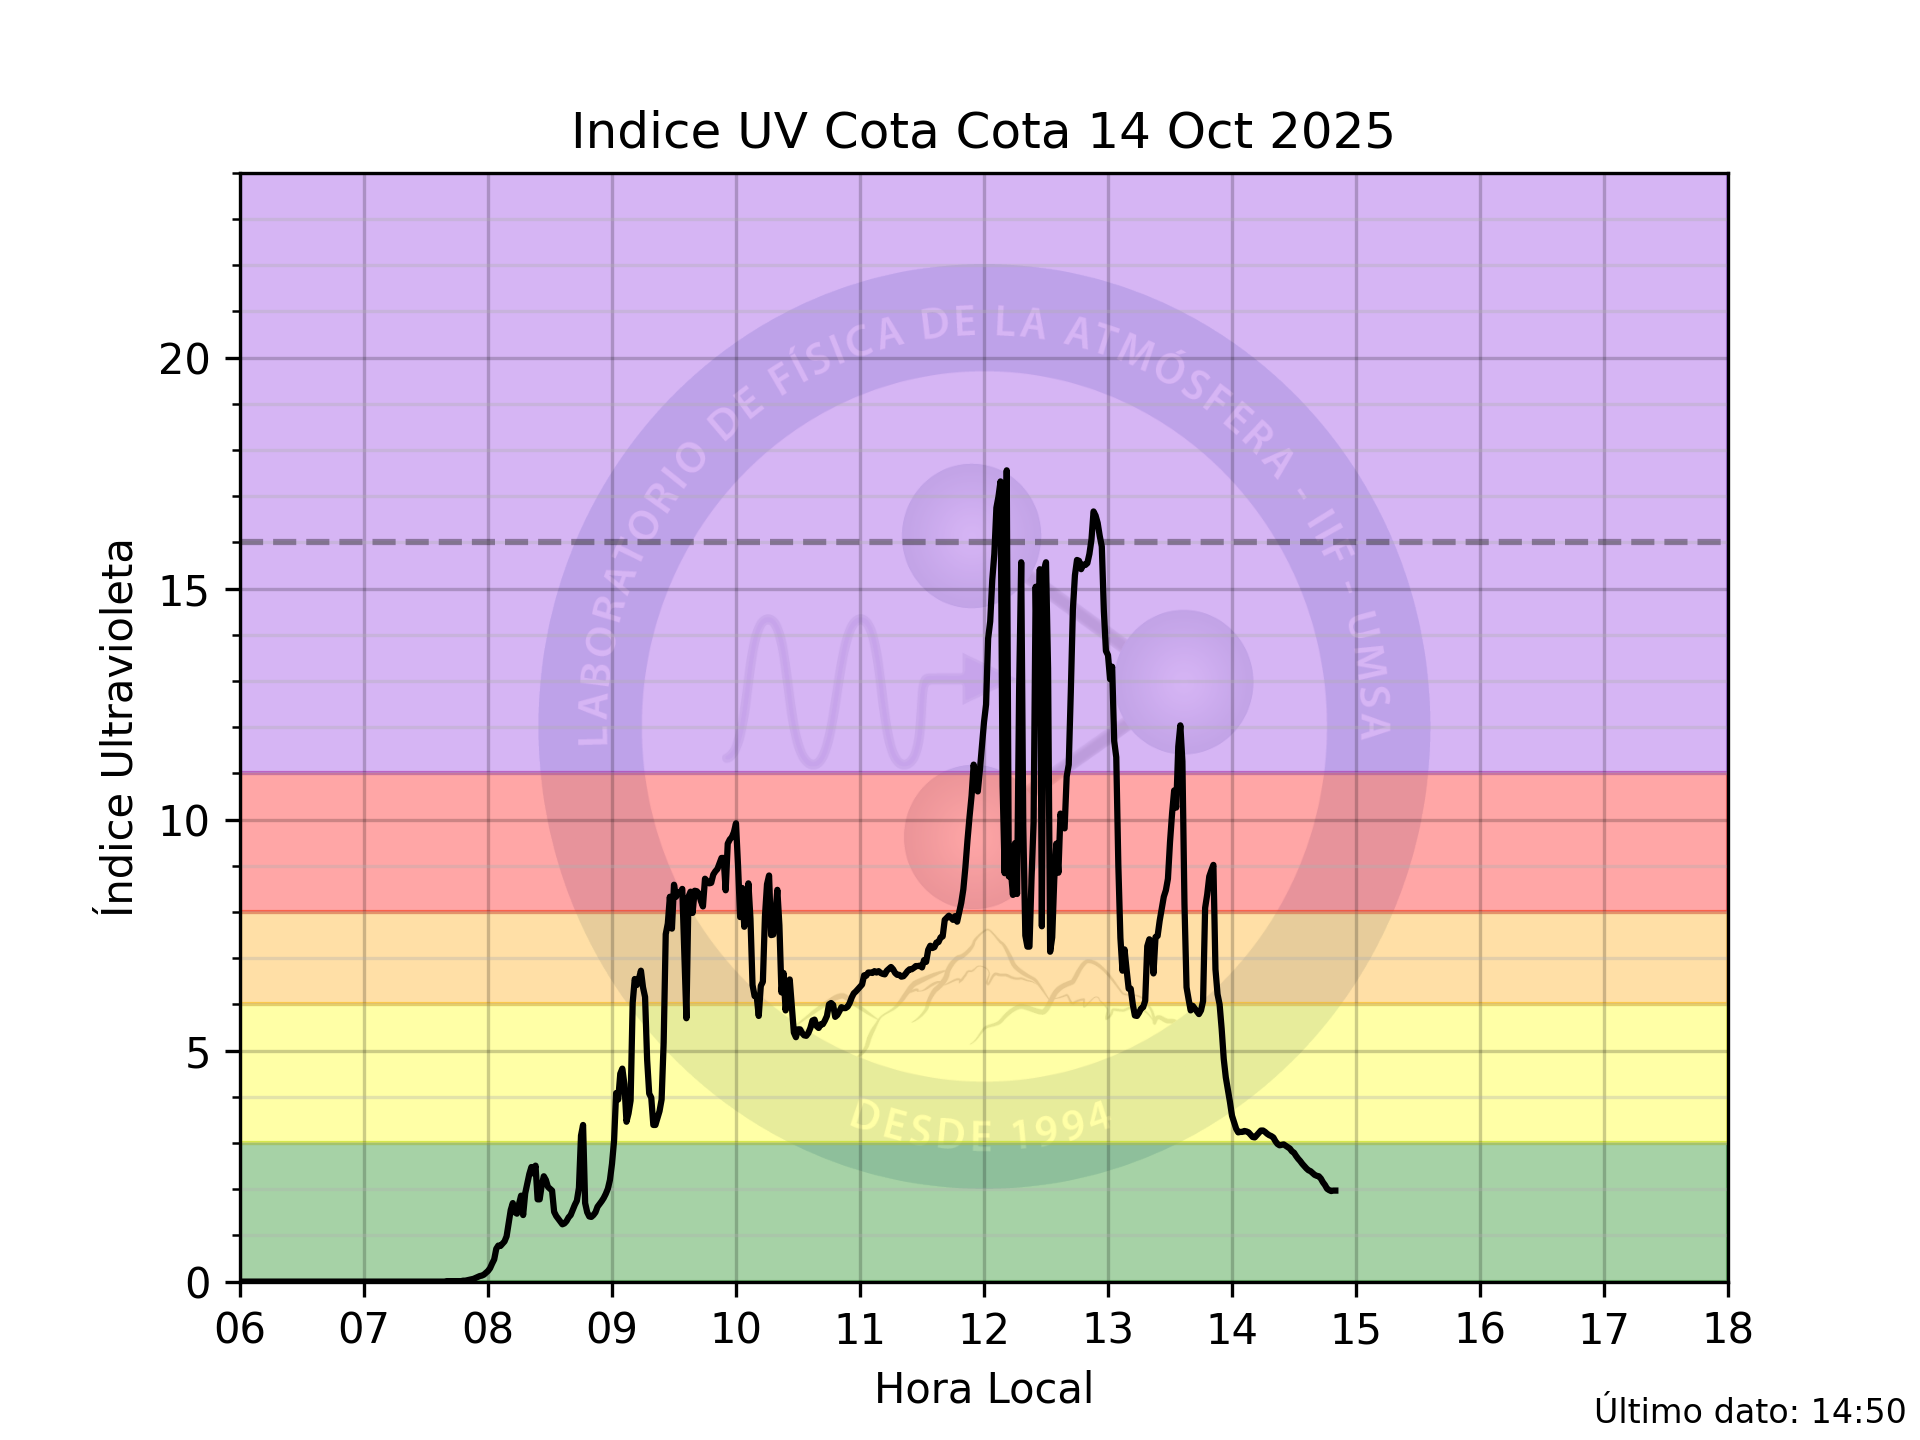 Indice UV Cota Cota 14 Oct 2025
Índice Ultravioleta
20
15
10
5
0
LABORATORIO DE FÍSICA DE LA ATMÓSFERA - IIF - UMSA
DESDE 1994
06 07 08 09 10 11 12 13 14 15 16 17 18
Hora Local
Último dato: 14:50